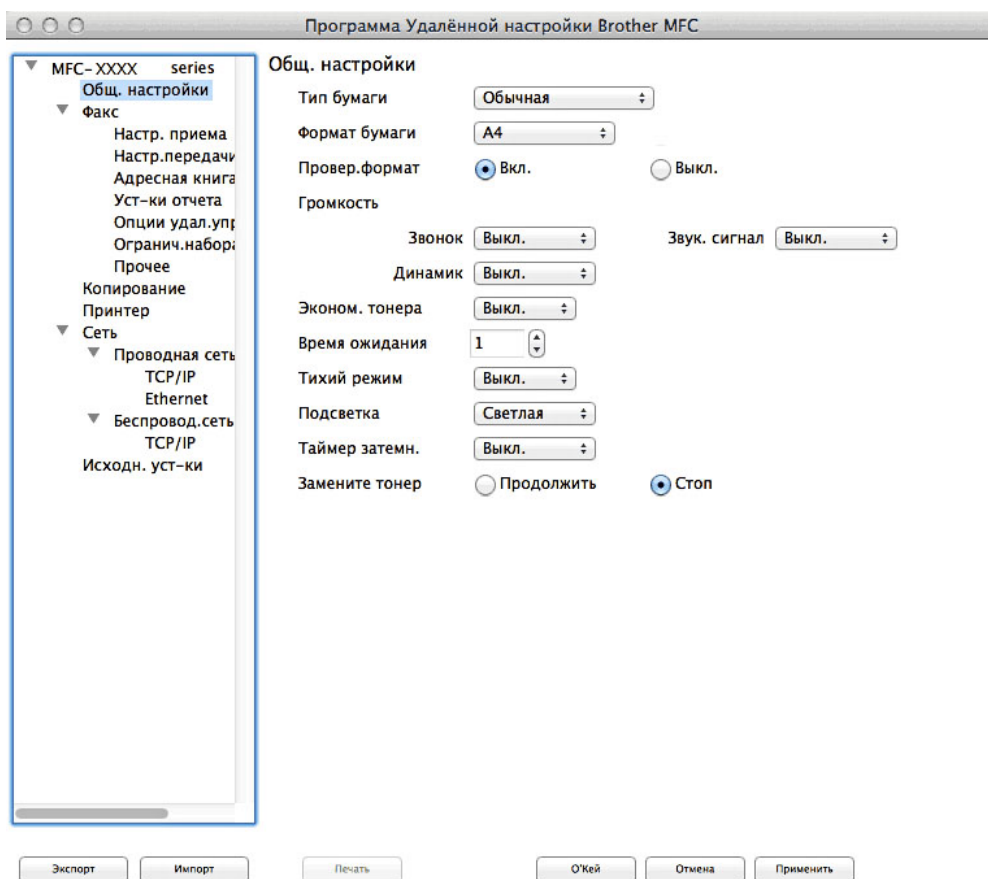 Программа Удалённой настройки Brother MFC
MFC-XXXX series
Общ. настройки
Факс
Настр. приема
Настр.передачи
Адресная книга
Уст-ки отчета
Опции удал.упр
Огранич.набора
Прочее
Копирование
Принтер
Сеть
Проводная сеть
TCP/IP
Ethernet
Беспровод.сеть
TCP/IP
Исходн. уст-ки
Общ. настройки
Тип бумаги Обычная
Формат бумаги A4
Провер.формат Вкл. Выкл.
Громкость
Звонок Выкл. Звук. сигнал Выкл.
Динамик Выкл.
Эконом. тонера Выкл.
Время ожидания 1
Тихий режим Выкл.
Подсветка Светлая
Таймер затемн. Выкл.
Замените тонер Продолжить Стоп
Экспорт Импорт Печать О'Кей Отмена Применить